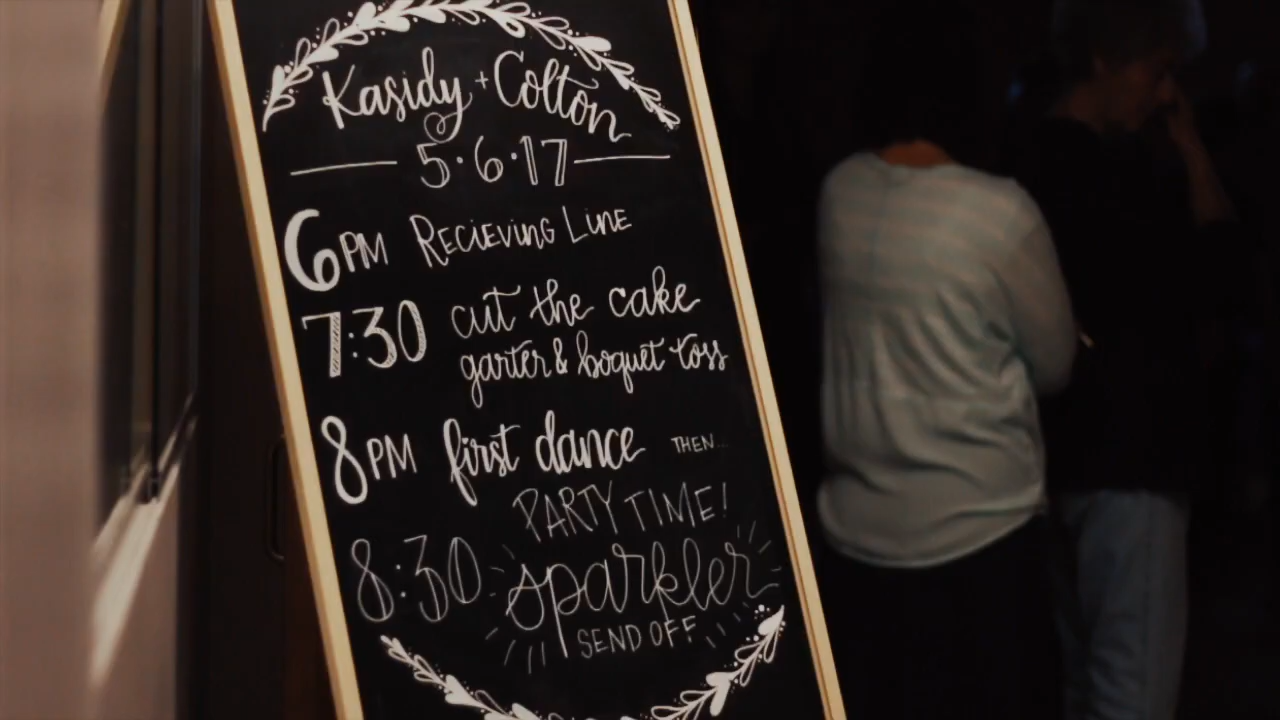 Kasidy + Colton
5·6·17
6PM RECIEVING LINE
7:30 cut the cake
garter & boquet toss
8PM first dance THEN...
PARTY TIME!
8:30 sparkler
SEND OFF